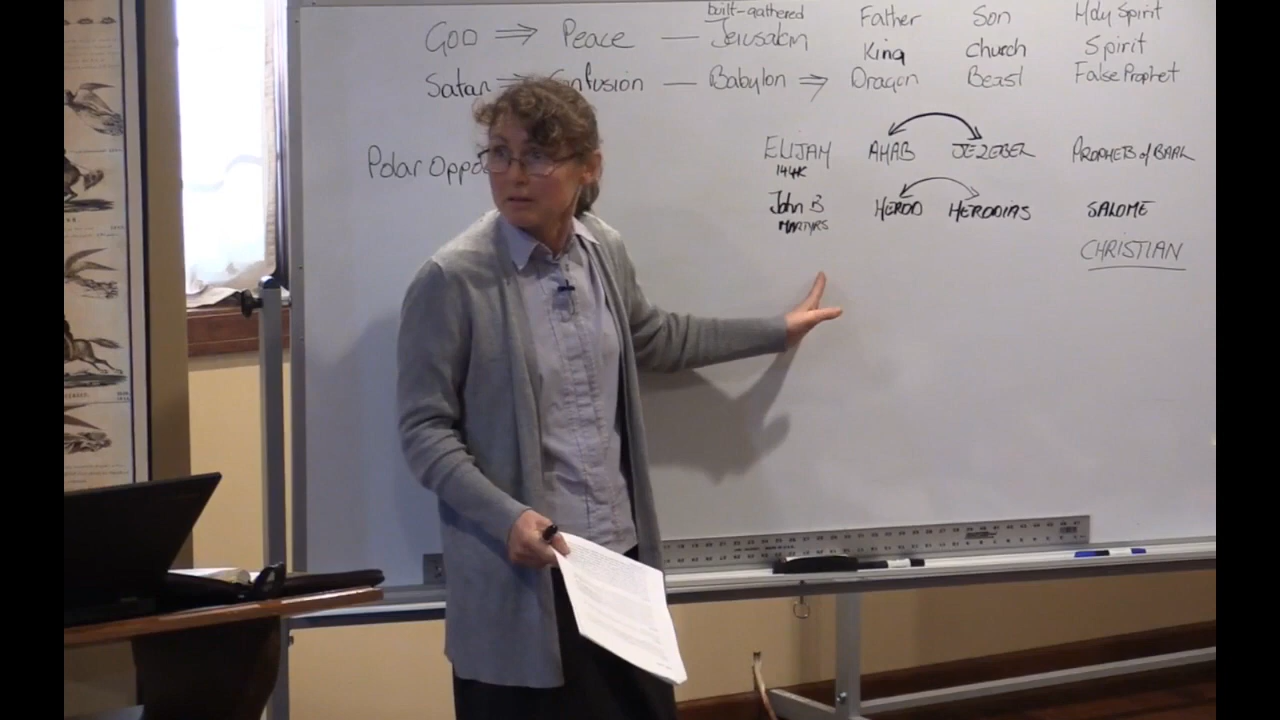 built-gathered Father Son Holy Spirit
GOD ⇒ Peace — Jerusalem King Church Spirit
Satan ⇒ Confusion — Babylon ⇒ Dragon Beast False Prophet
Polar Oppo
ELIJAH AHAB JEZEBEL PROPHETS of BAAL
144K
John B HEROD HERODIAS SALOME
MARTYRS
CHRISTIAN